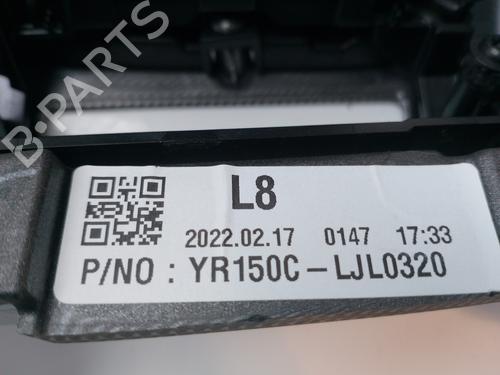 B-PARTS
L8
2022.02.17 0147 17:33
P/NO : YR150C-LJL0320